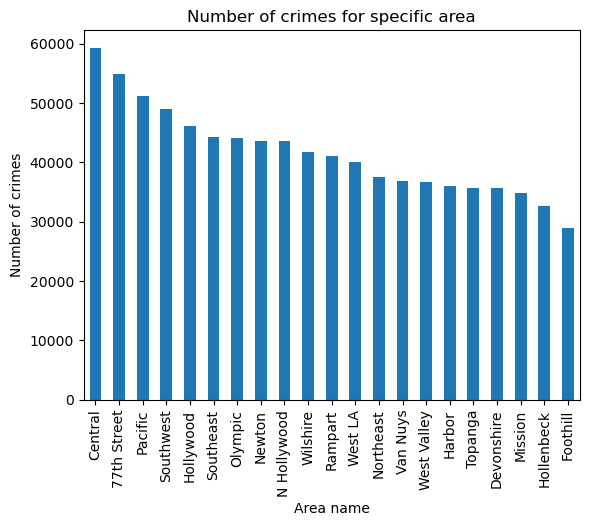 Number of crimes for specific area
Number of crimes
60000
50000
40000
30000
20000
10000
0
Central
77th Street
Pacific
Southwest
Hollywood
Southeast
Olympic
Newton
N Hollywood
Wilshire
Rampart
West LA
Northeast
Van Nuys
West Valley
Harbor
Topanga
Devonshire
Mission
Hollenbeck
Foothill
Area name